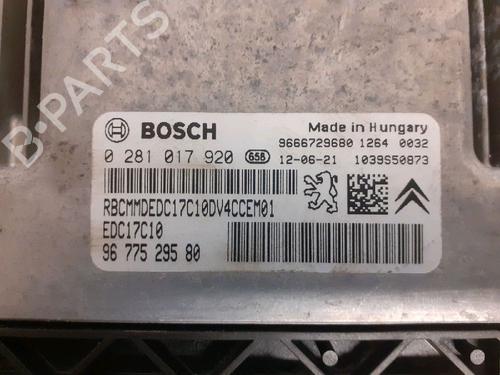 B-PARTS
BOSCH
Made in Hungary
9666729680 1264 0032
0 281 017 920 658 12-06-21 1039S50873
RBCMMDEDC17C10DV4CCEM01
EDC17C10
96 775 295 80